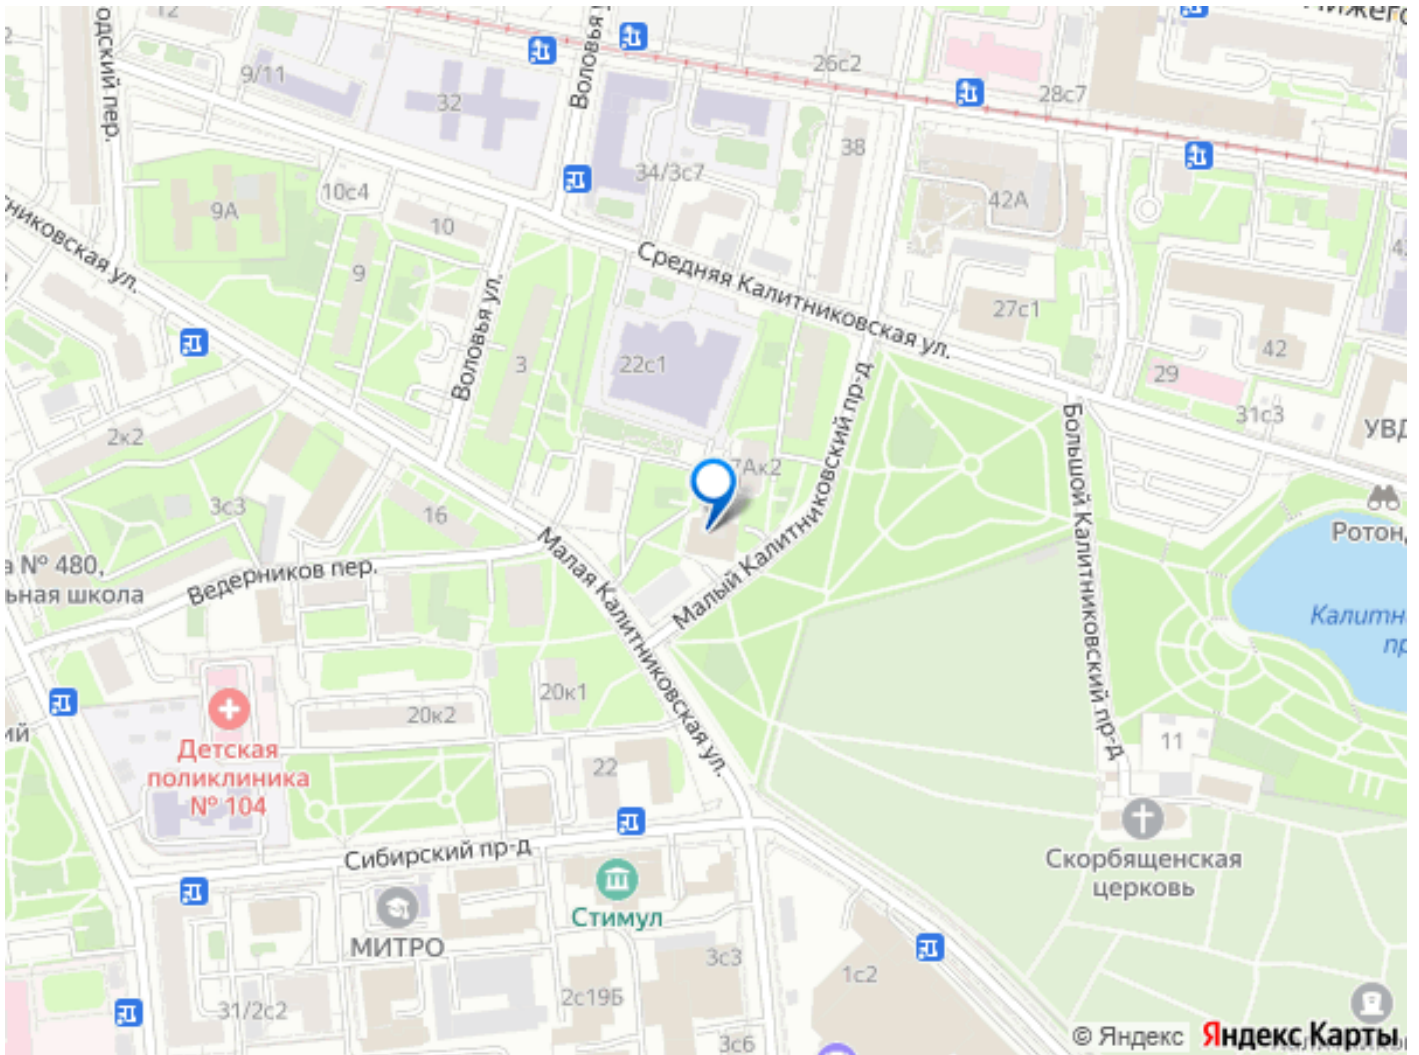 12
одский пер.
9/11
32
Воловья у
26с2
28с7
38
34/3с7
10с4
9А
10
42А
9
Средняя Калитниковская ул.
никовская ул.
Воловья ул.
27с1
3
22с1
42
29
31с3
УВД
2к2
7Ак2
Малый Калитниковский пр-д
Большой Калитниковский пр-д
3с3
16
Ротон
а № 480,
ьная школа
Ведерников пер.
Малая Калитниковская ул.
Калитн
пр
20к1
20к2
ий
11
Детская
поликлиника
№ 104
22
Сибирский пр-д
Скорбященская
церковь
Стимул
МИТРО
3с3
1с2
2с19Б
31/2с2
3с6
© Яндекс Яндекс Карты